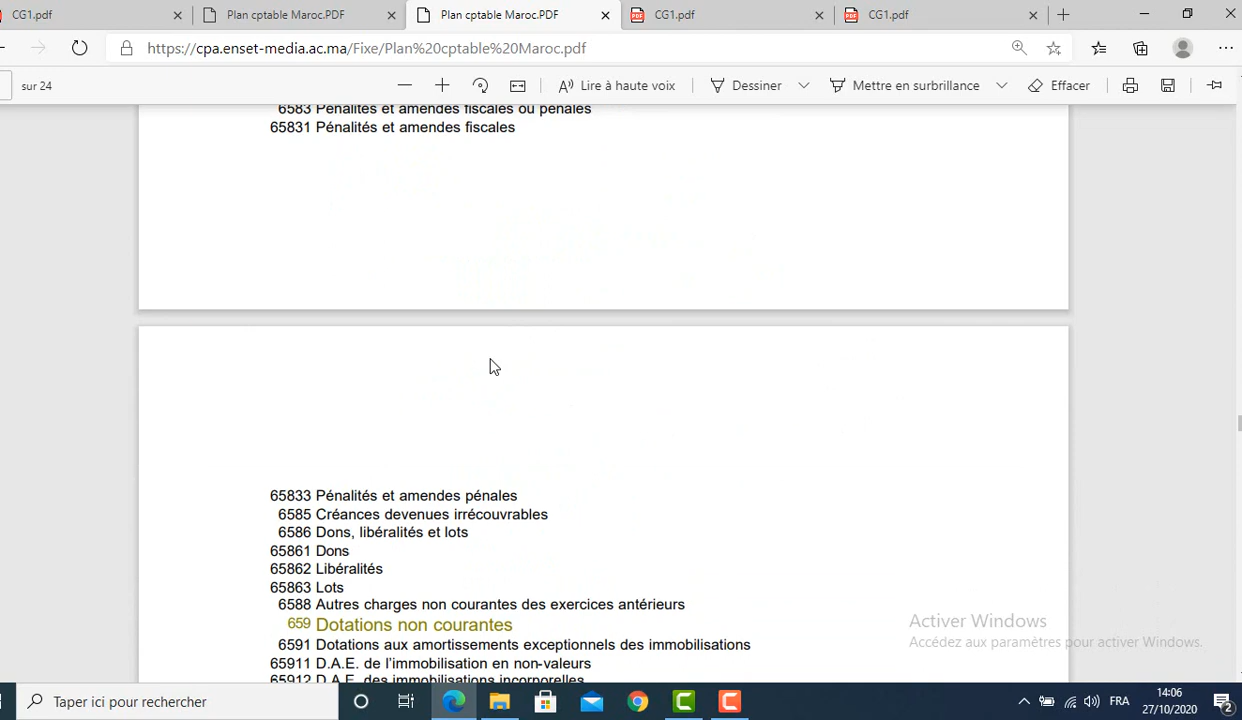 CG1.pdf
Plan cptable Maroc.PDF
Plan cptable Maroc.PDF
CG1.pdf
CG1.pdf
https://cpa.enset-media.ac.ma/Fixe/Plan%20cptable%20Maroc.pdf
sur 24
Lire à haute voix
Dessiner
Mettre en surbrillance
Effacer
6583 Pénalités et amendes fiscales ou pénales
65831 Pénalités et amendes fiscales
65833 Pénalités et amendes pénales
6585 Créances devenues irrécouvrables
6586 Dons, libéralités et lots
65861 Dons
65862 Libéralités
65863 Lots
6588 Autres charges non courantes des exercices antérieurs
659 Dotations non courantes
6591 Dotations aux amortissements exceptionnels des immobilisations
65911 D.A.E. de l’immobilisation en non-valeurs
65912 D.A.E. des immobilisations incorporelles
Activer Windows
Accédez aux paramètres pour activer Windows.
Taper ici pour rechercher
FRA
14:06
27/10/2020
2